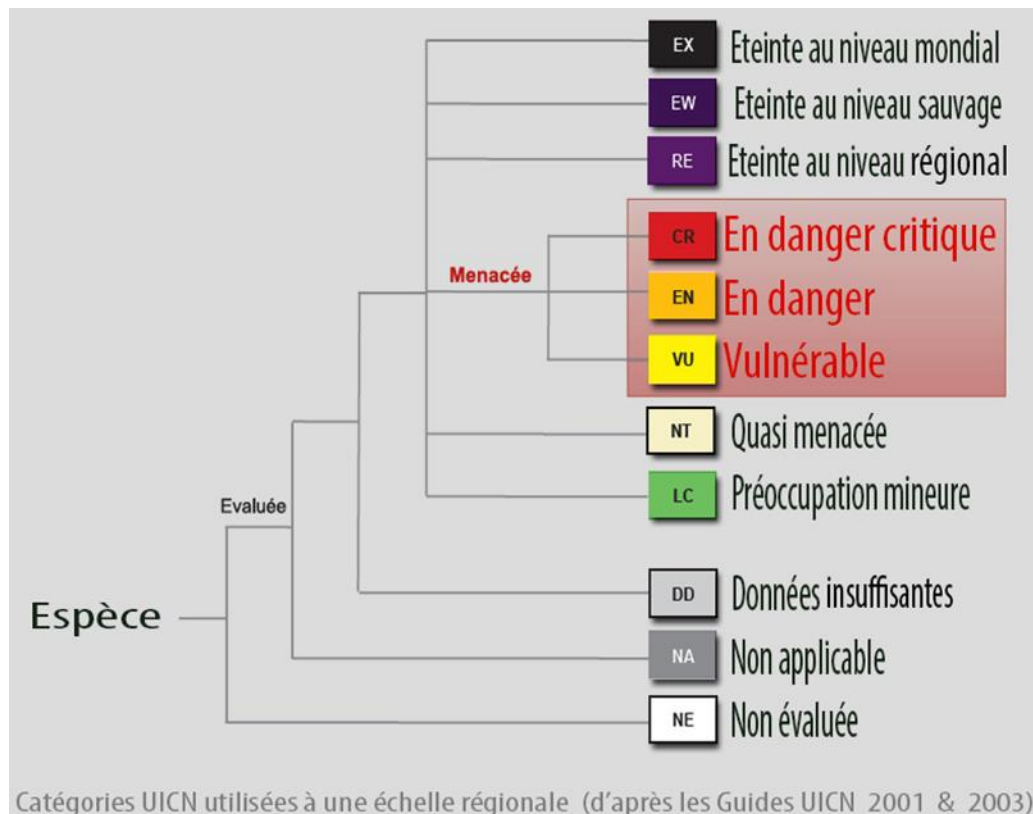 EX Eteinte au niveau mondial
EW Eteinte au niveau sauvage
RE Eteinte au niveau régional
CR En danger critique
Menacée
EN En danger
VU Vulnérable
NT Quasi menacée
LC Préoccupation mineure
Evaluée
DD Données insuffisantes
Espèce
NA Non applicable
NE Non évaluée
Catégories UICN utilisées à une échelle régionale (d'après les Guides UICN 2001 & 2003)